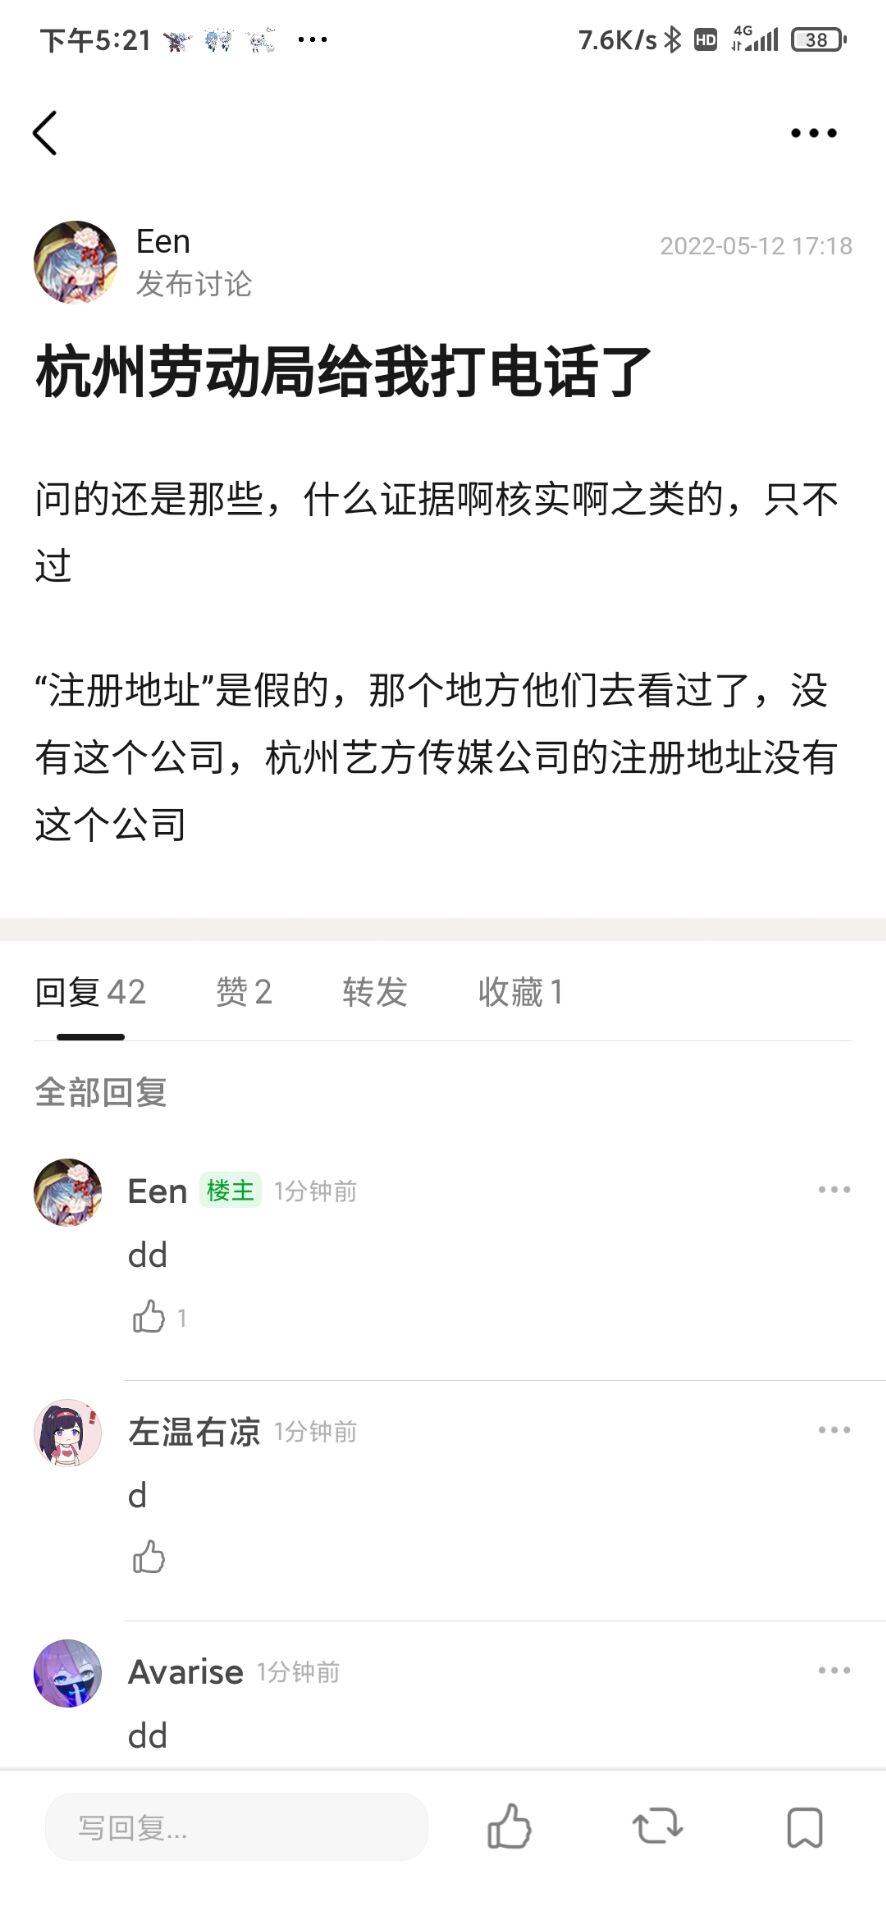 下午5:21
7.6K/s HD 4G 38
Een
2022-05-12 17:18
发布讨论
杭州劳动局给我打电话了
问的还是那些，什么证据啊核实啊之类的，只不
过
“注册地址”是假的，那个地方他们去看过了，没
有这个公司，杭州艺方传媒公司的注册地址没有
这个公司
回复 42 赞 2 转发 收藏 1
全部回复
Een 楼主 1分钟前
dd
1
左温右凉 1分钟前
d
Avarise 1分钟前
dd
写回复...